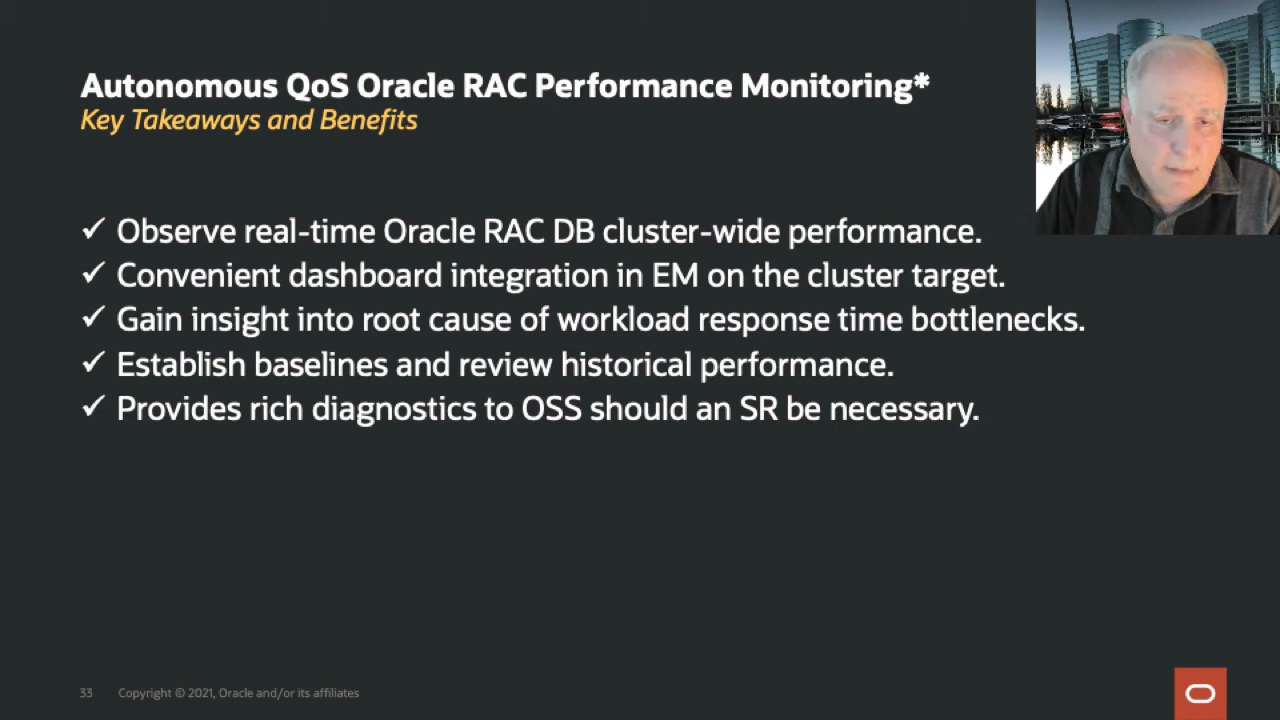 Autonomous QoS Oracle RAC Performance Monitoring*
Key Takeaways and Benefits
✓ Observe real-time Oracle RAC DB cluster-wide performance.
✓ Convenient dashboard integration in EM on the cluster target.
✓ Gain insight into root cause of workload response time bottlenecks.
✓ Establish baselines and review historical performance.
✓ Provides rich diagnostics to OSS should an SR be necessary.
33 Copyright © 2021, Oracle and/or its affiliates